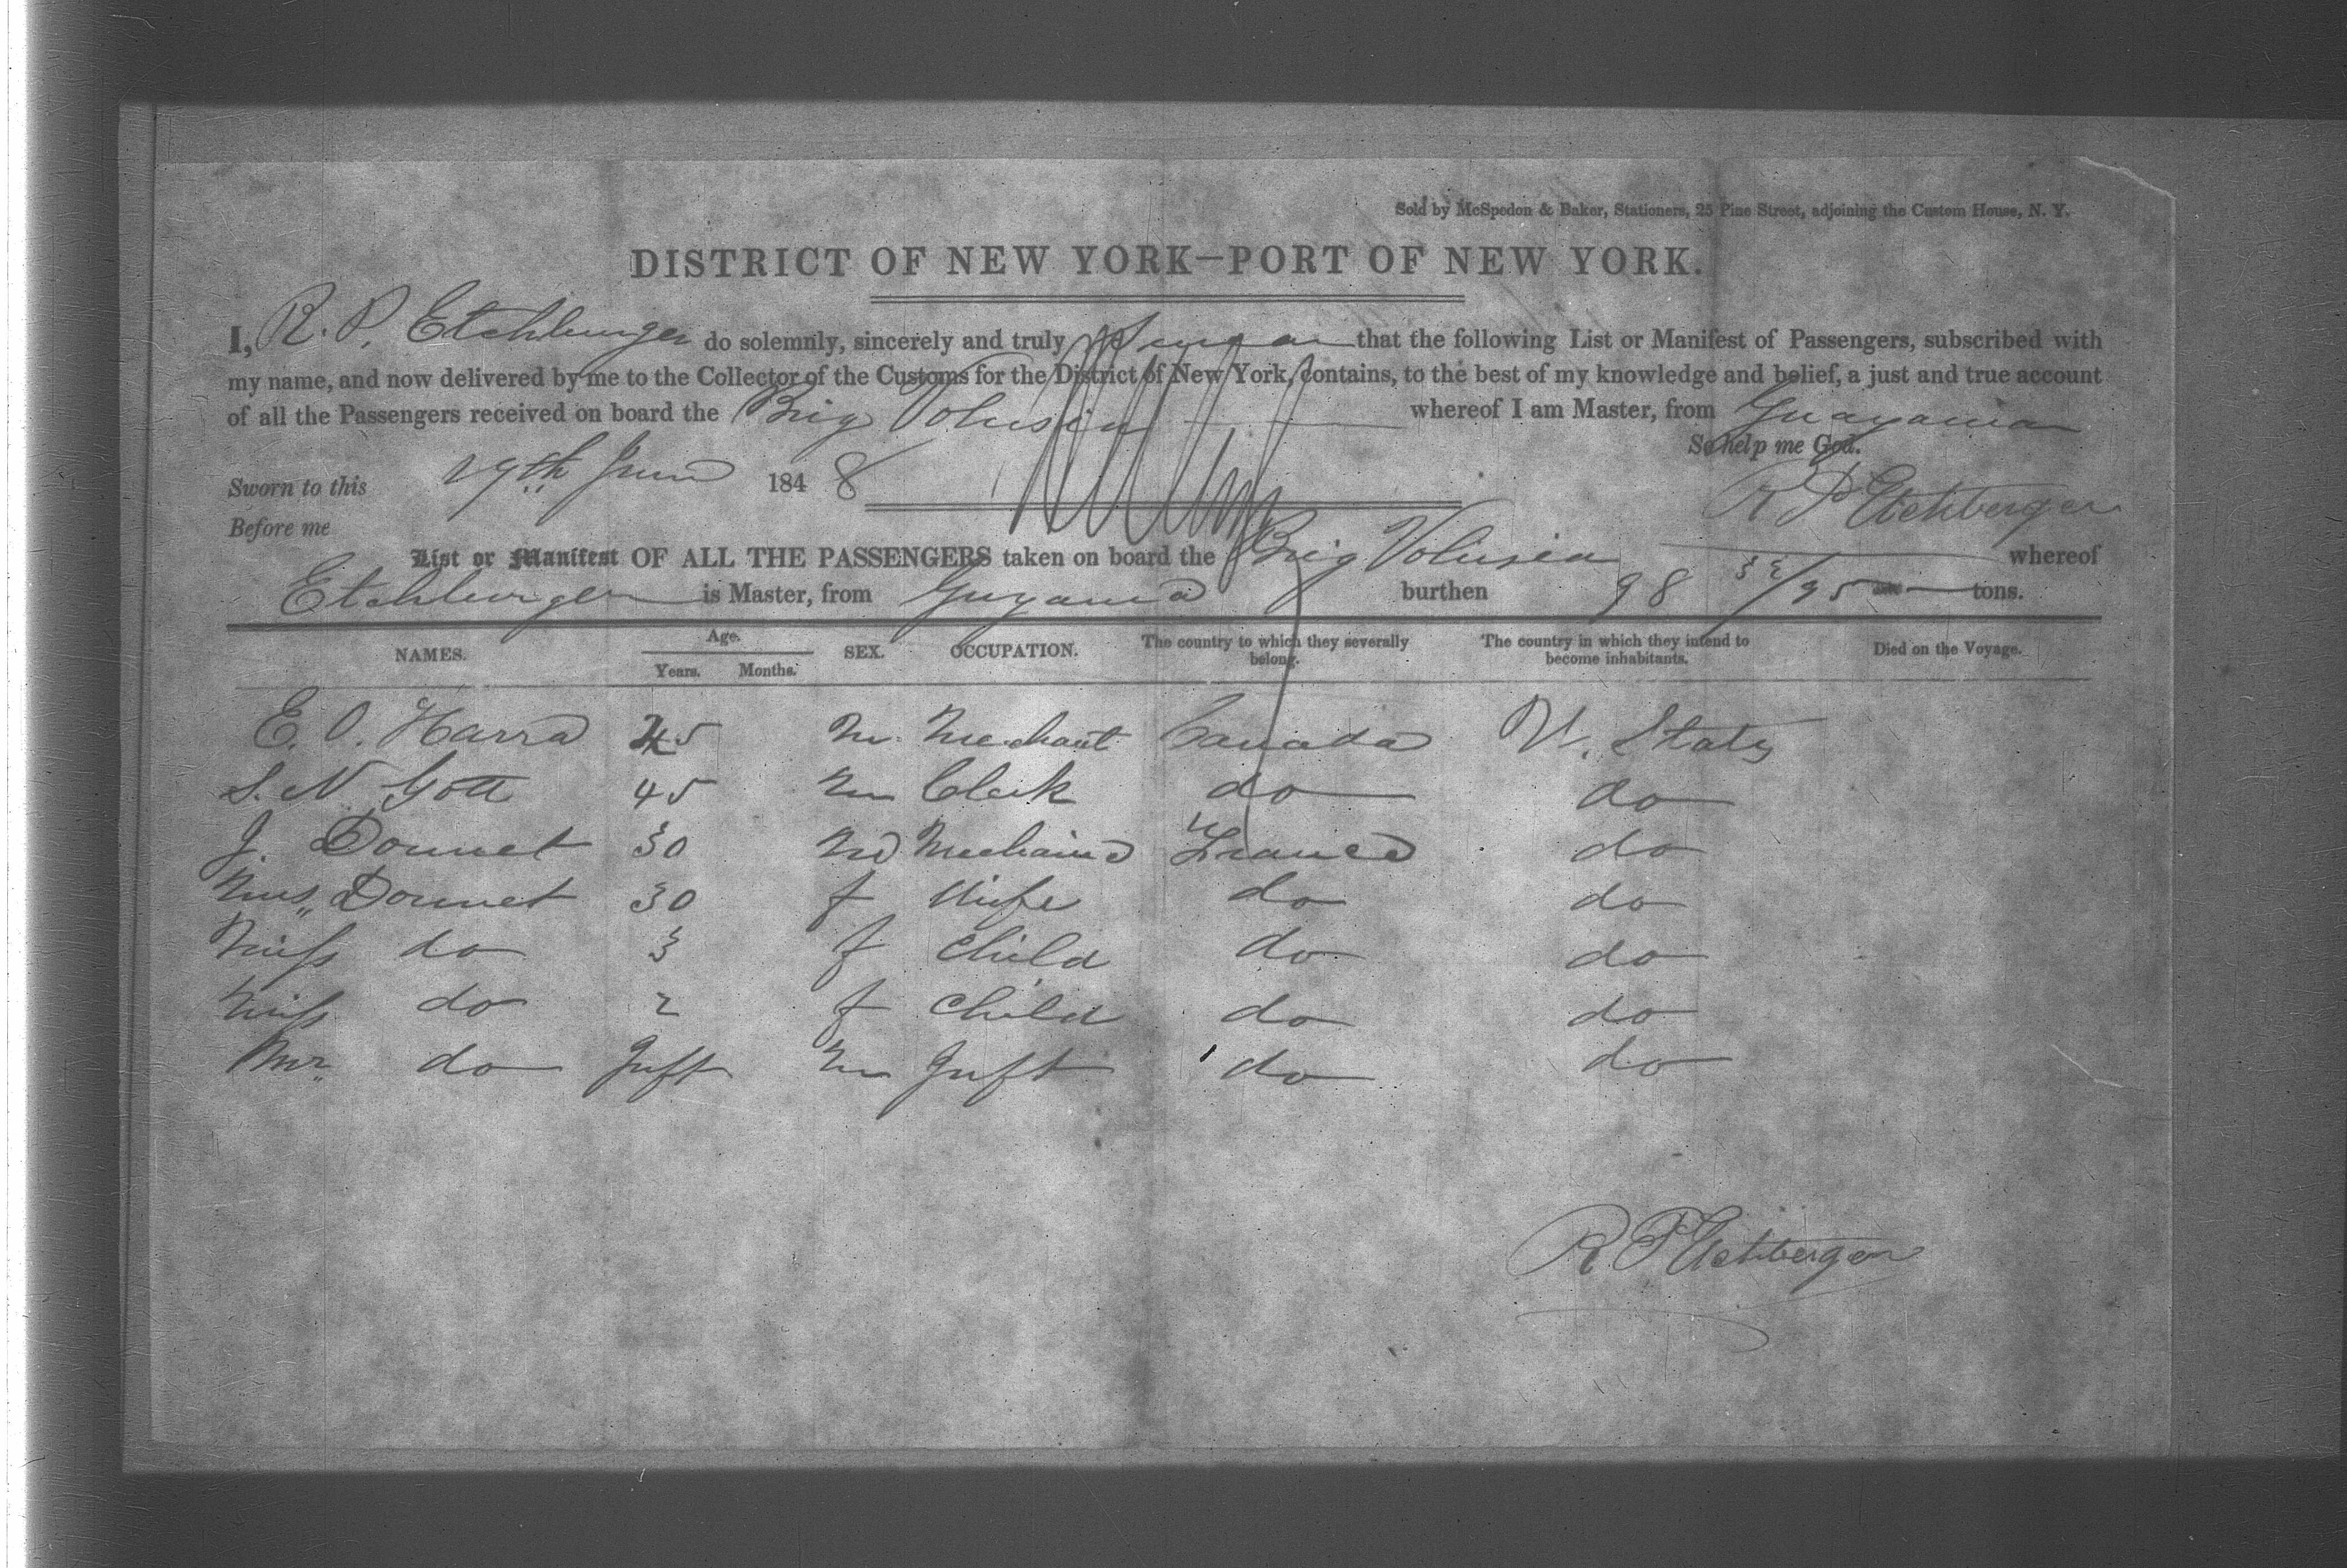 Sold by McSpedon & Baker, Stationers, 25 Pine Street, adjoining the Custom House, N. Y.
DISTRICT OF NEW YORK—PORT OF NEW YORK.
I, R. P. Etchberger do solemnly, sincerely and truly Swear that the following List or Manifest of Passengers, subscribed with
my name, and now delivered by me to the Collector of the Customs for the District of New York, contains, to the best of my knowledge and belief, a just and true account
of all the Passengers received on board the Brig Volusia whereof I am Master, from Guayama
So help me God.
Sworn to this 19th June 1848
R P Etchberger
Before me
List or Manifest OF ALL THE PASSENGERS taken on board the Brig Volusia whereof
Etchberger is Master, from Guyama burthen 98 /95 tons.
NAMES. Age. Years. Months. SEX. OCCUPATION. The country to which they severally belong. The country in which they intend to become inhabitants. Died on the Voyage.
E. O. Harra 45 M. Merchant Canada U. States
S. N Gott 45 M Clerk do do
J. Donnet 30 M Mechanic France do
Mrs. Donnet 30 f Wife do do
Miss do 3 f Child do do
Miss do 2 f Child do do
Mr do Inft M Inft do do
R. P Etchberger